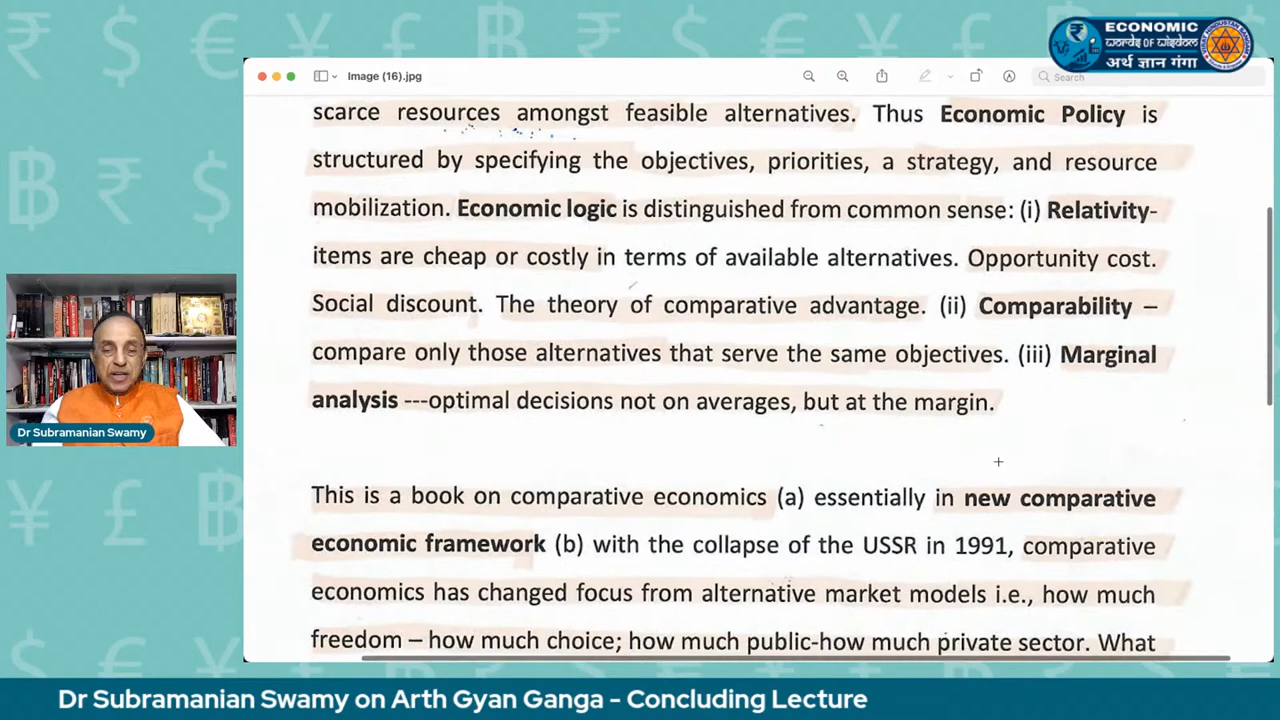 ECONOMIC
WORDS OF WISDOM
अर्थ ज्ञान गंगा
Image (16).jpg
Search
scarce resources amongst feasible alternatives. Thus Economic Policy is
structured by specifying the objectives, priorities, a strategy, and resource
mobilization. Economic logic is distinguished from common sense: (i) Relativity-
items are cheap or costly in terms of available alternatives. Opportunity cost.
Social discount. The theory of comparative advantage. (ii) Comparability –
compare only those alternatives that serve the same objectives. (iii) Marginal
analysis ---optimal decisions not on averages, but at the margin.
This is a book on comparative economics (a) essentially in new comparative
economic framework (b) with the collapse of the USSR in 1991, comparative
economics has changed focus from alternative market models i.e., how much
freedom – how much choice; how much public-how much private sector. What
Dr Subramanian Swamy
Dr Subramanian Swamy on Arth Gyan Ganga - Concluding Lecture